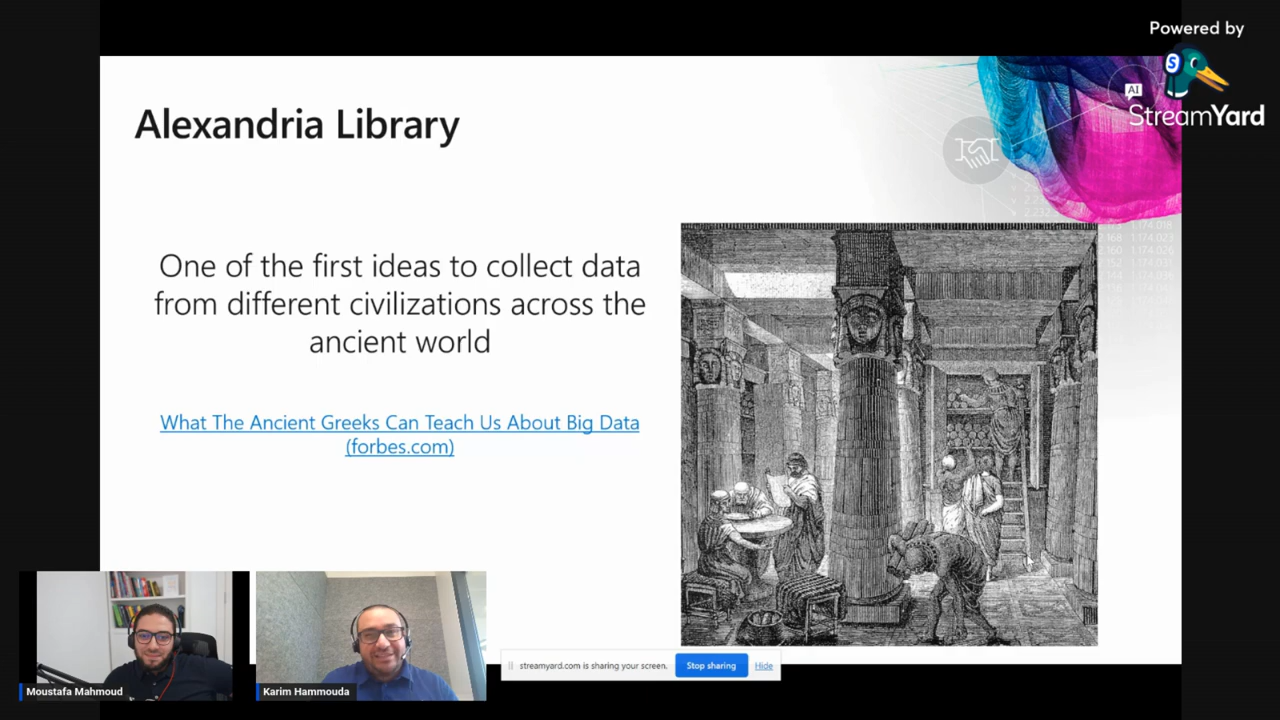 Powered by
S
AI
StreamYard
Alexandria Library
One of the first ideas to collect data
from different civilizations across the
ancient world
What The Ancient Greeks Can Teach Us About Big Data
(forbes.com)
Moustafa Mahmoud
Karim Hammouda
streamyard.com is sharing your screen.
Stop sharing
Hide